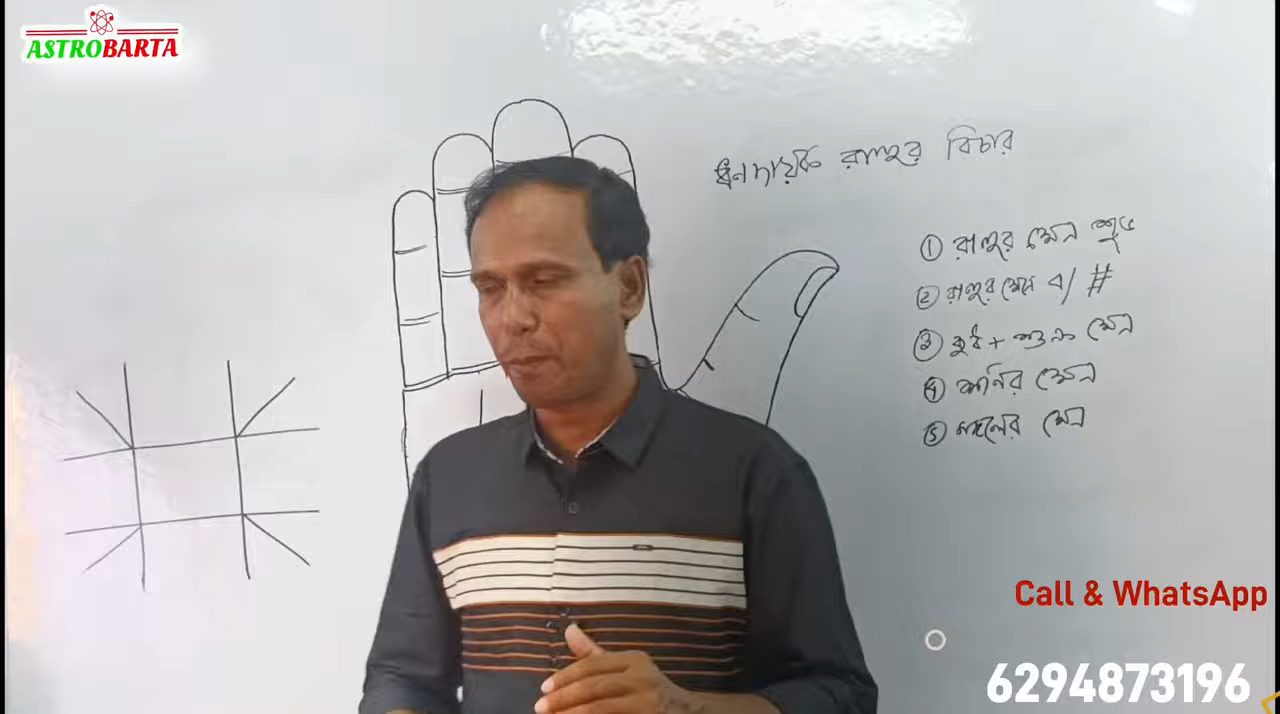 ASTROBARTA
ধনদায়ক রাহুর বিচার
① রাহুর ক্ষেত্র শুভ
② রাহুর ক্ষেত্রে ব / #
③ বুধ + শুক্র ক্ষেত্র
④ শনির ক্ষেত্র
⑤ মঙ্গলের ক্ষেত্র
Call & WhatsApp
6294873196